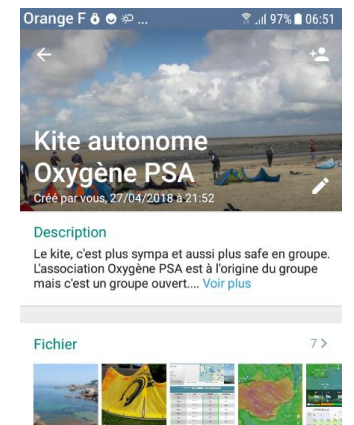 Orange F ... 97% 06:51
Kite autonome
Oxygène PSA
Créé par vous, 27/04/2018 à 21:52
Description
Le kite, c'est plus sympa et aussi plus safe en groupe.
L'association Oxygène PSA est à l'origine du groupe
mais c'est un groupe ouvert.... Voir plus
Fichier 7 >